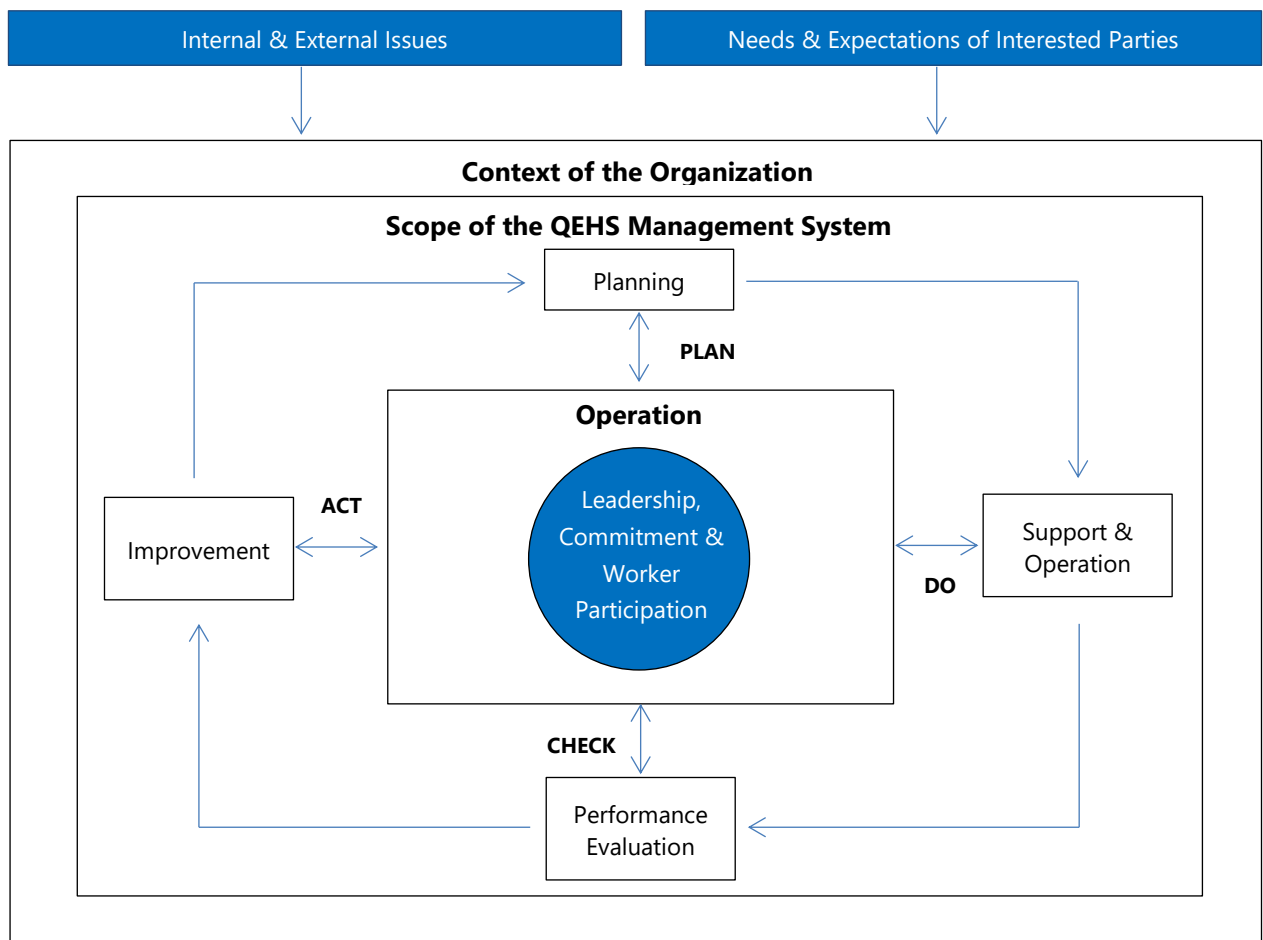 Internal & External Issues
Needs & Expectations of Interested Parties
Context of the Organization
Scope of the QEHS Management System
Planning
PLAN
Operation
Leadership,
Commitment &
Worker
Participation
ACT
Improvement
Support &
Operation
DO
CHECK
Performance
Evaluation